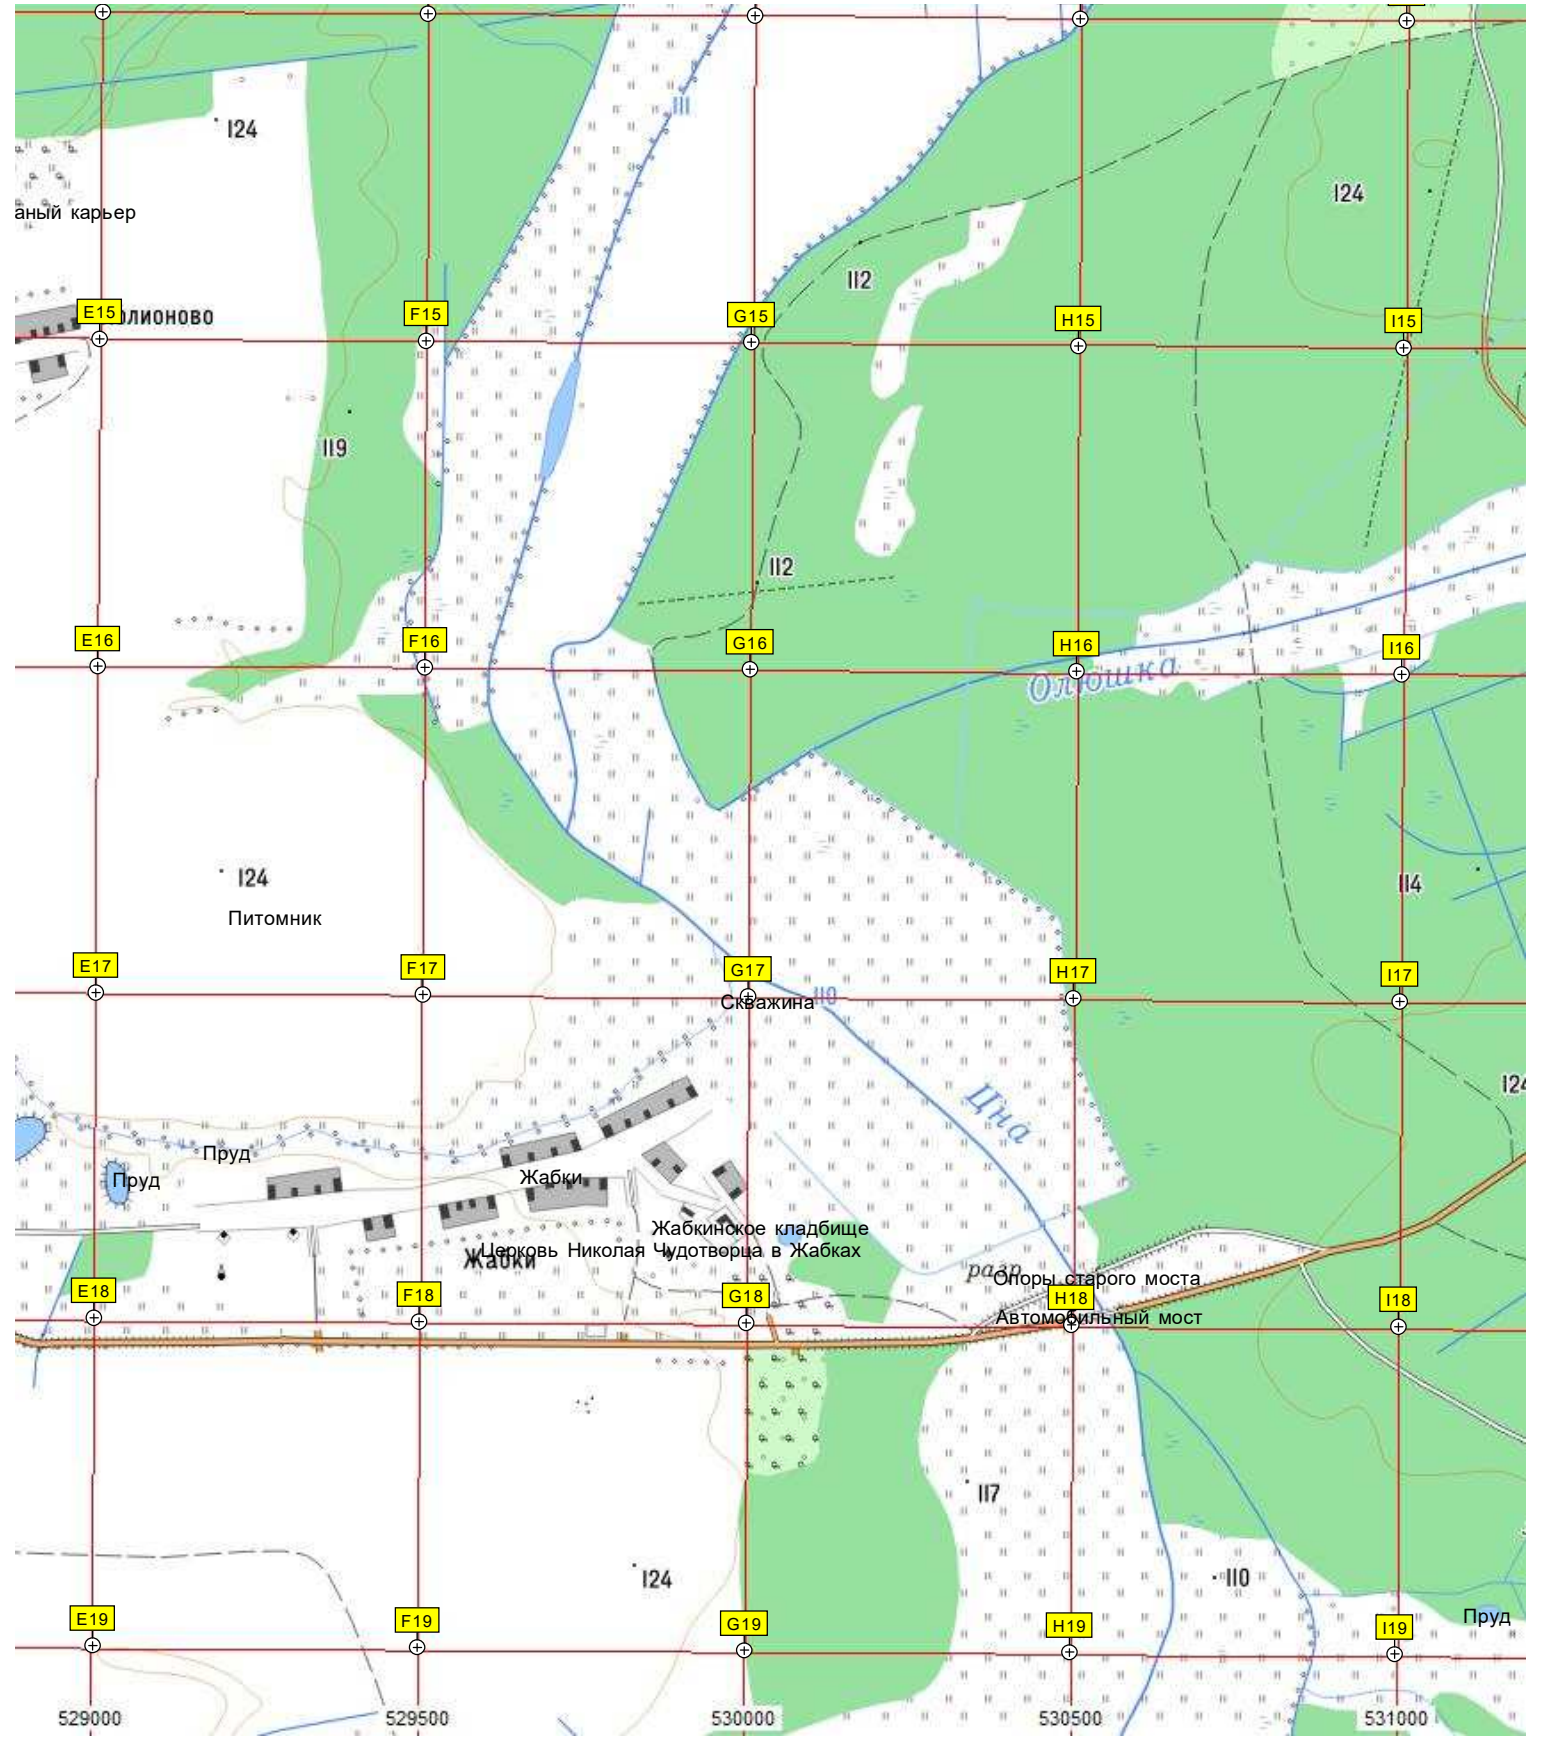 III
124
аный карьер
124
112
E15
олионово
F15
G15
H15
I15
119
112
E16
F16
G16
H16
I16
Олюшка
124
114
Питомник
E17
F17
G17
H17
I17
Скважина
110
124
Цна
Пруд
Пруд
Жабки
Жабкинское кладбище
Церковь Николая Чудотворца в Жабках
Жабки
разр.
Опоры старого моста
E18
F18
G18
H18
I18
Автомобильный мост
117
124
110
E19
F19
G19
H19
I19
Пруд
529000
529500
530000
530500
531000